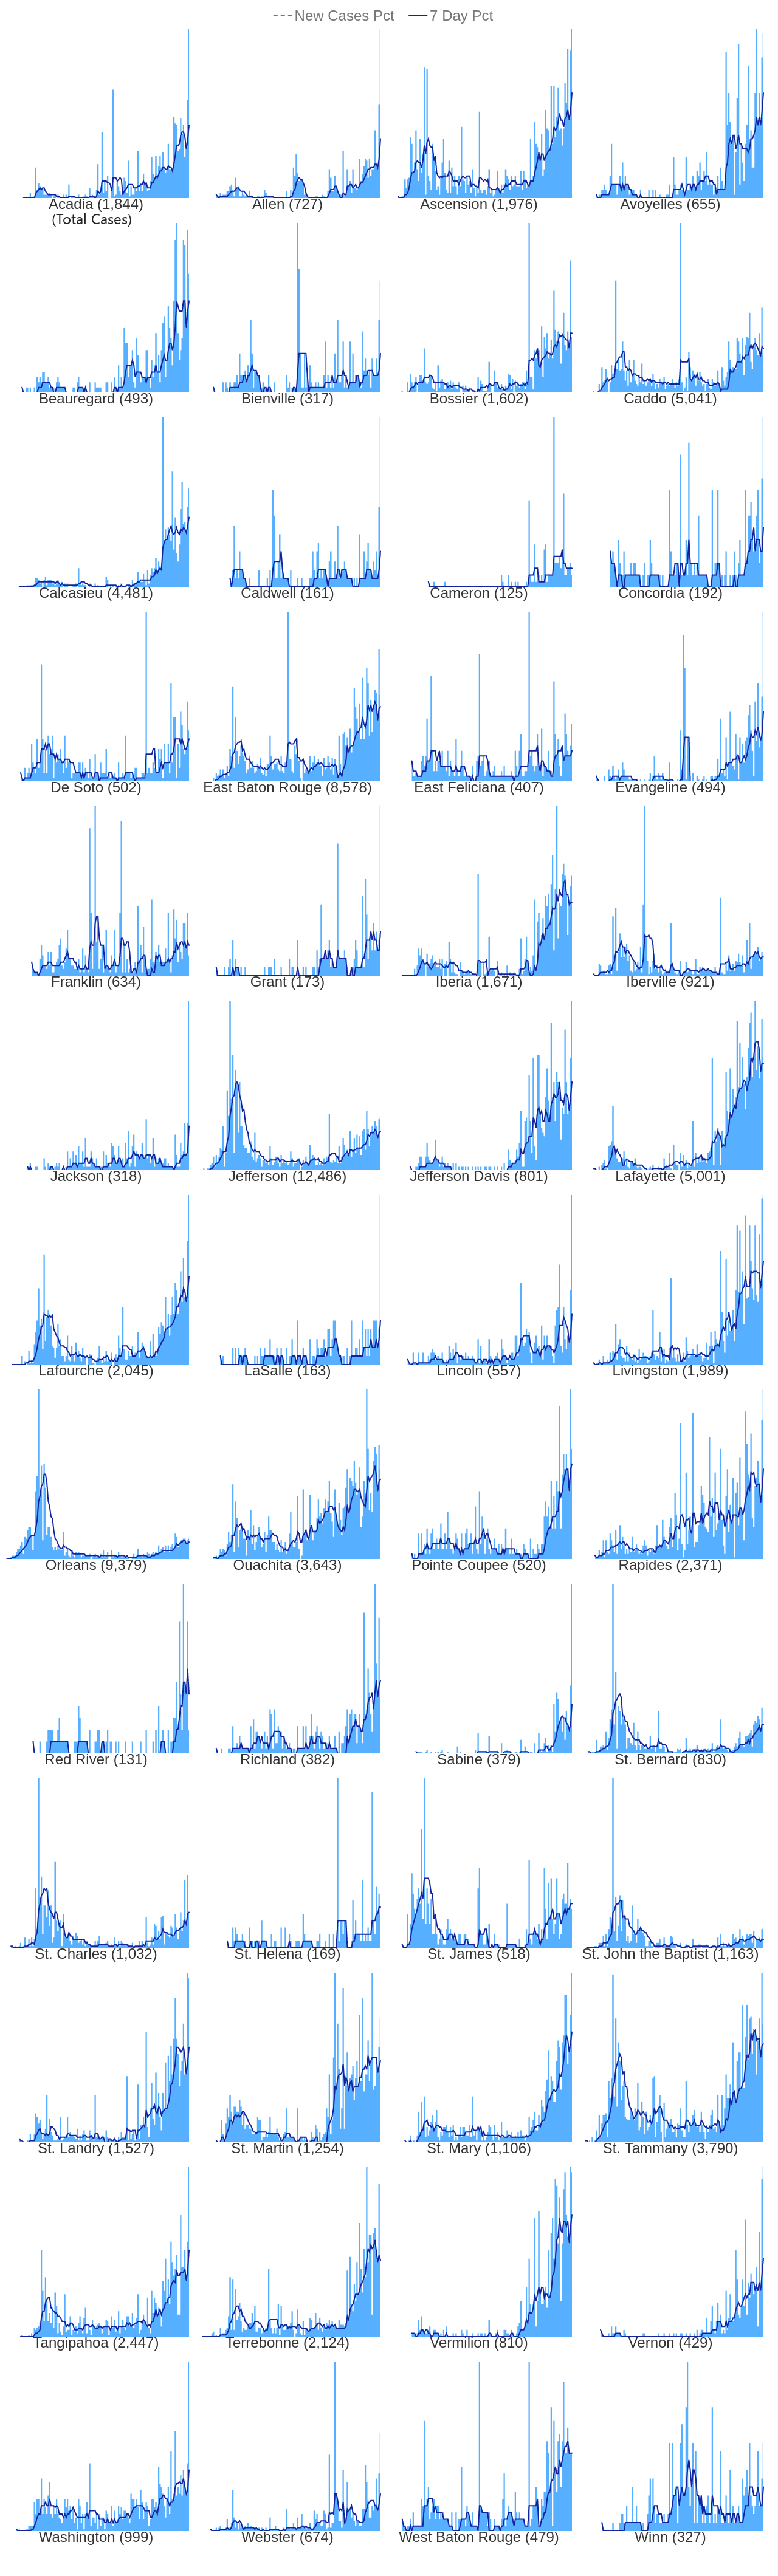 New Cases Pct 7 Day Pct
Acadia (1,844) Allen (727) Ascension (1,976) Avoyelles (655)
(Total Cases)
Beauregard (493) Bienville (317) Bossier (1,602) Caddo (5,041)
Calcasieu (4,481) Caldwell (161) Cameron (125) Concordia (192)
De Soto (502) East Baton Rouge (8,578) East Feliciana (407) Evangeline (494)
Franklin (634) Grant (173) Iberia (1,671) Iberville (921)
Jackson (318) Jefferson (12,486) Jefferson Davis (801) Lafayette (5,001)
Lafourche (2,045) LaSalle (163) Lincoln (557) Livingston (1,989)
Orleans (9,379) Ouachita (3,643) Pointe Coupee (520) Rapides (2,371)
Red River (131) Richland (382) Sabine (379) St. Bernard (830)
St. Charles (1,032) St. Helena (169) St. James (518) St. John the Baptist (1,163)
St. Landry (1,527) St. Martin (1,254) St. Mary (1,106) St. Tammany (3,790)
Tangipahoa (2,447) Terrebonne (2,124) Vermilion (810) Vernon (429)
Washington (999) Webster (674) West Baton Rouge (479) Winn (327)